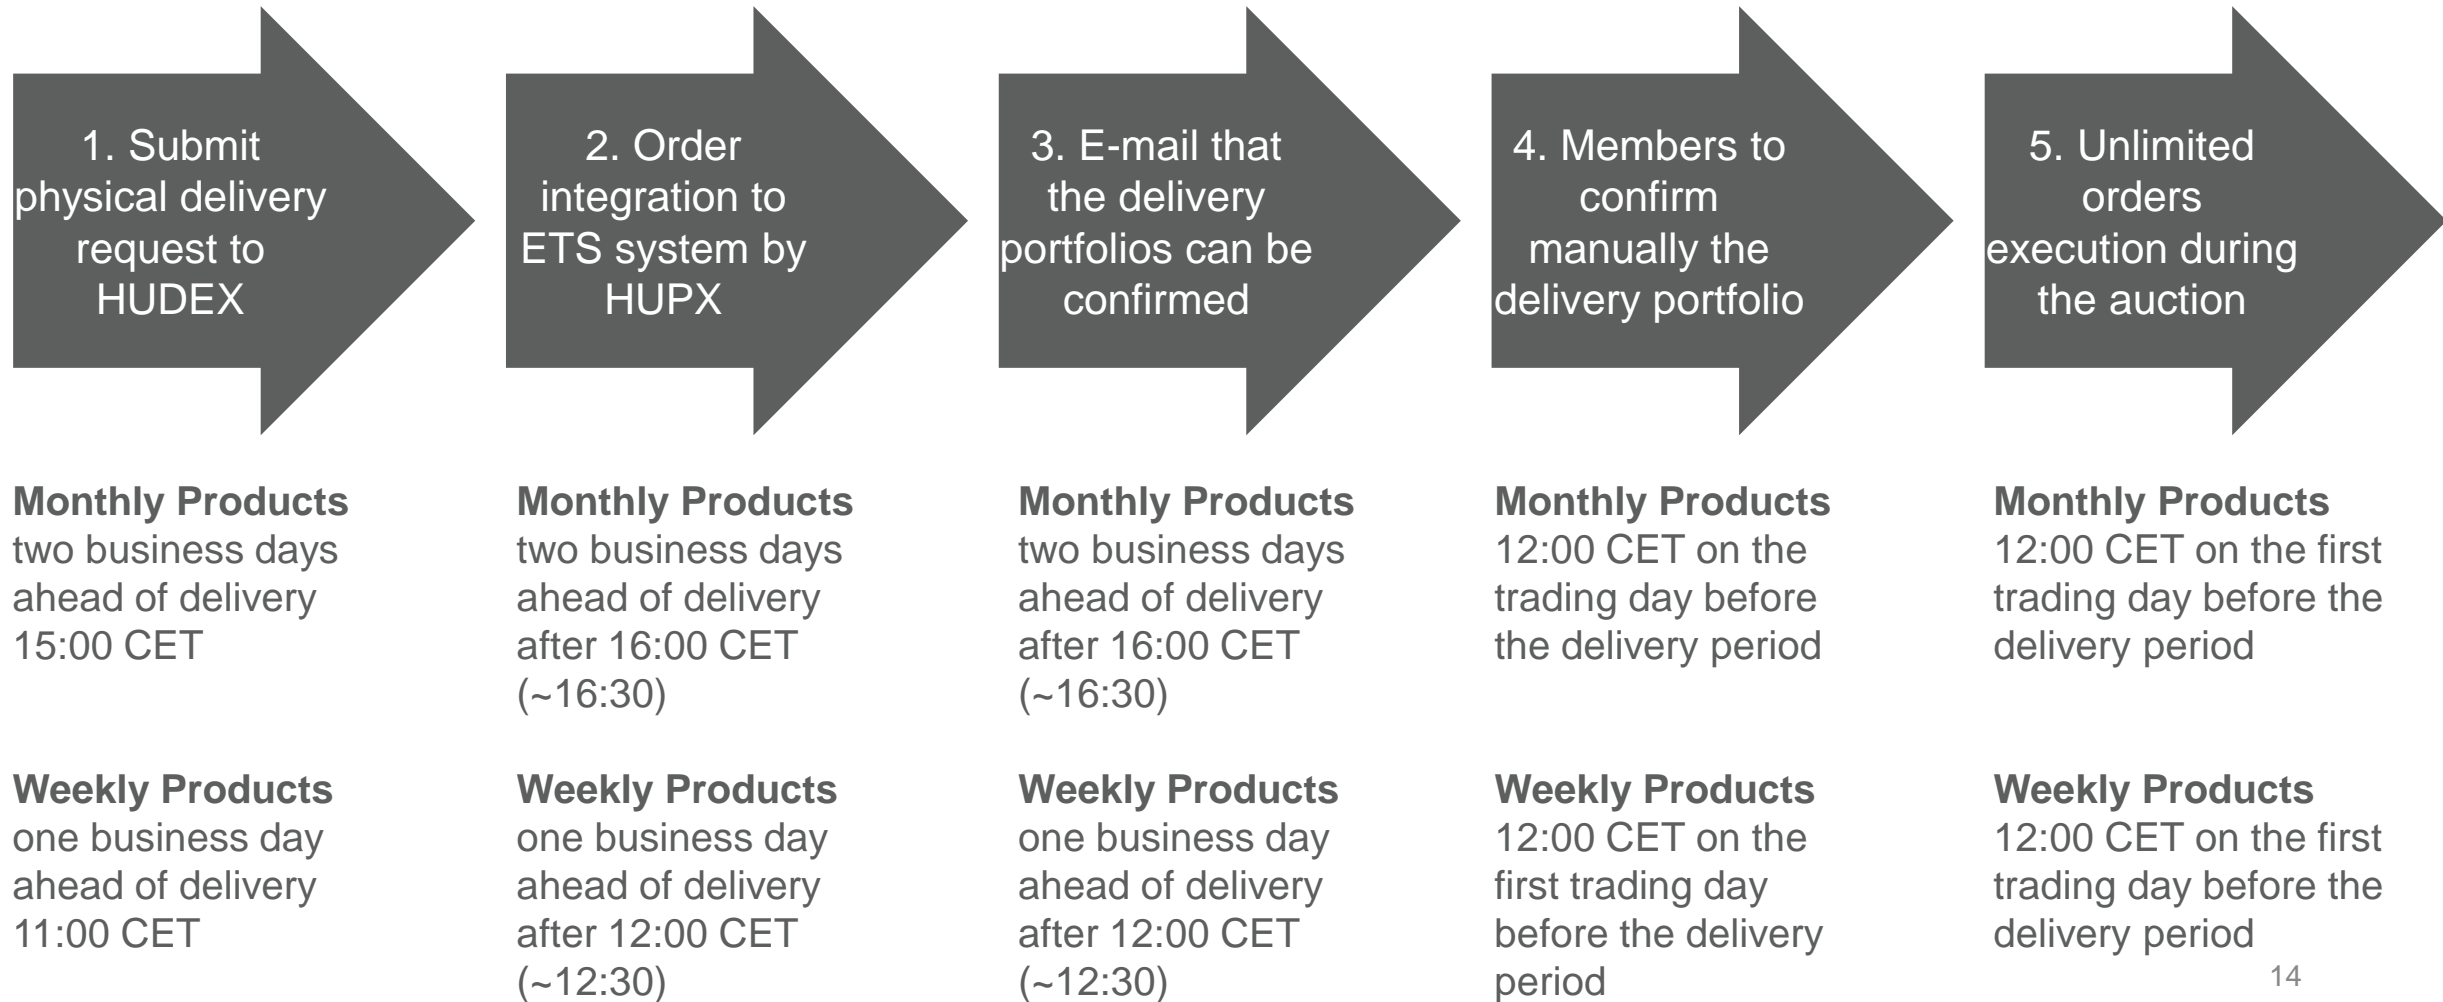 1. Submit
physical delivery
request to
HUDEX
2. Order
integration to
ETS system by
HUPX
3. E-mail that
the delivery
portfolios can be
confirmed
4. Members to
confirm
manually the
delivery portfolio
5. Unlimited
orders
execution during
the auction
Monthly Products
two business days
ahead of delivery
15:00 CET
Weekly Products
one business day
ahead of delivery
11:00 CET
Monthly Products
two business days
ahead of delivery
after 16:00 CET
(~16:30)
Weekly Products
one business day
ahead of delivery
after 12:00 CET
(~12:30)
Monthly Products
two business days
ahead of delivery
after 16:00 CET
(~16:30)
Weekly Products
one business day
ahead of delivery
after 12:00 CET
(~12:30)
Monthly Products
12:00 CET on the
trading day before
the delivery period
Weekly Products
12:00 CET on the
first trading day
before the delivery
period
Monthly Products
12:00 CET on the first
trading day before the
delivery period
Weekly Products
12:00 CET on the first
trading day before the
delivery period
14